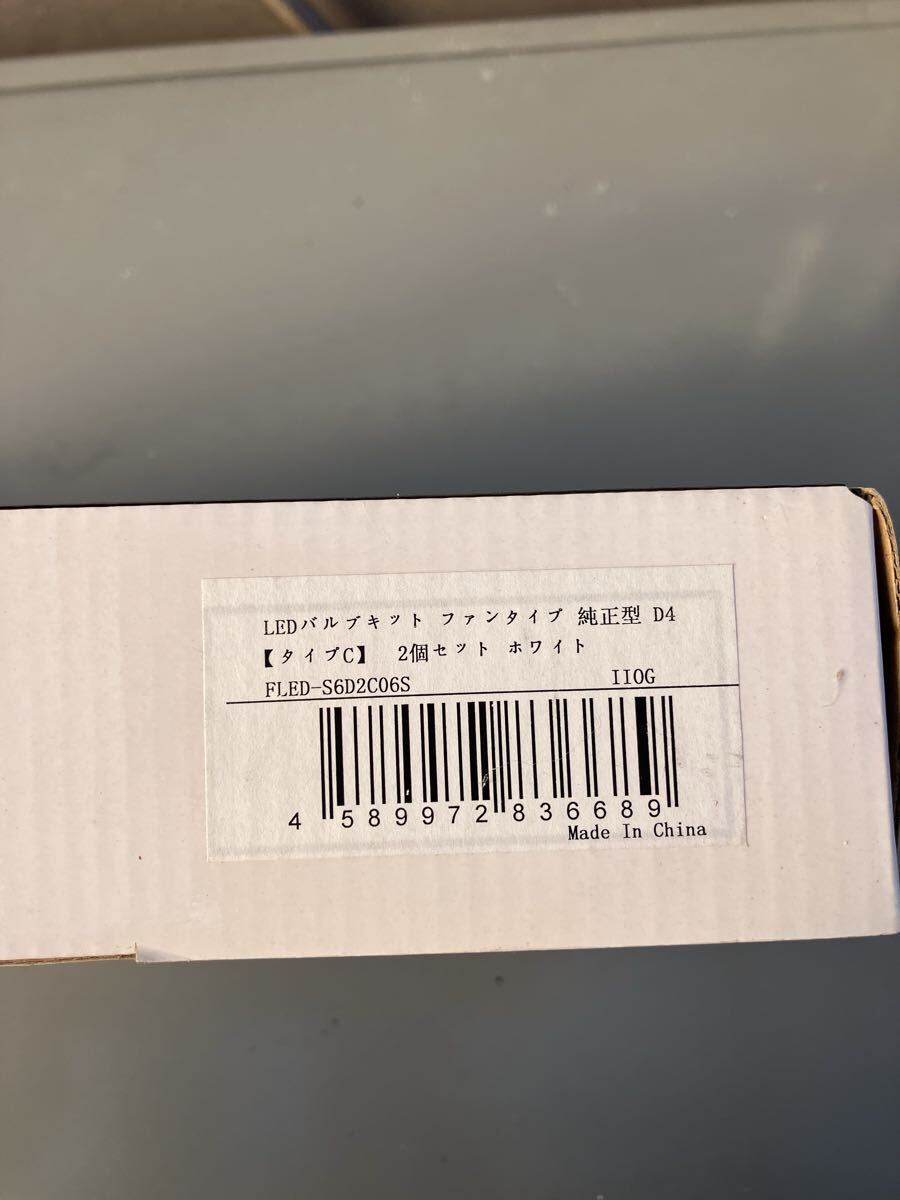 LEDバルブキット ファンタイプ 純正型 D4
【タイプC】 2個セット ホワイト
FLED-S6D2C06S IIOG
4 589972 836689
Made In China